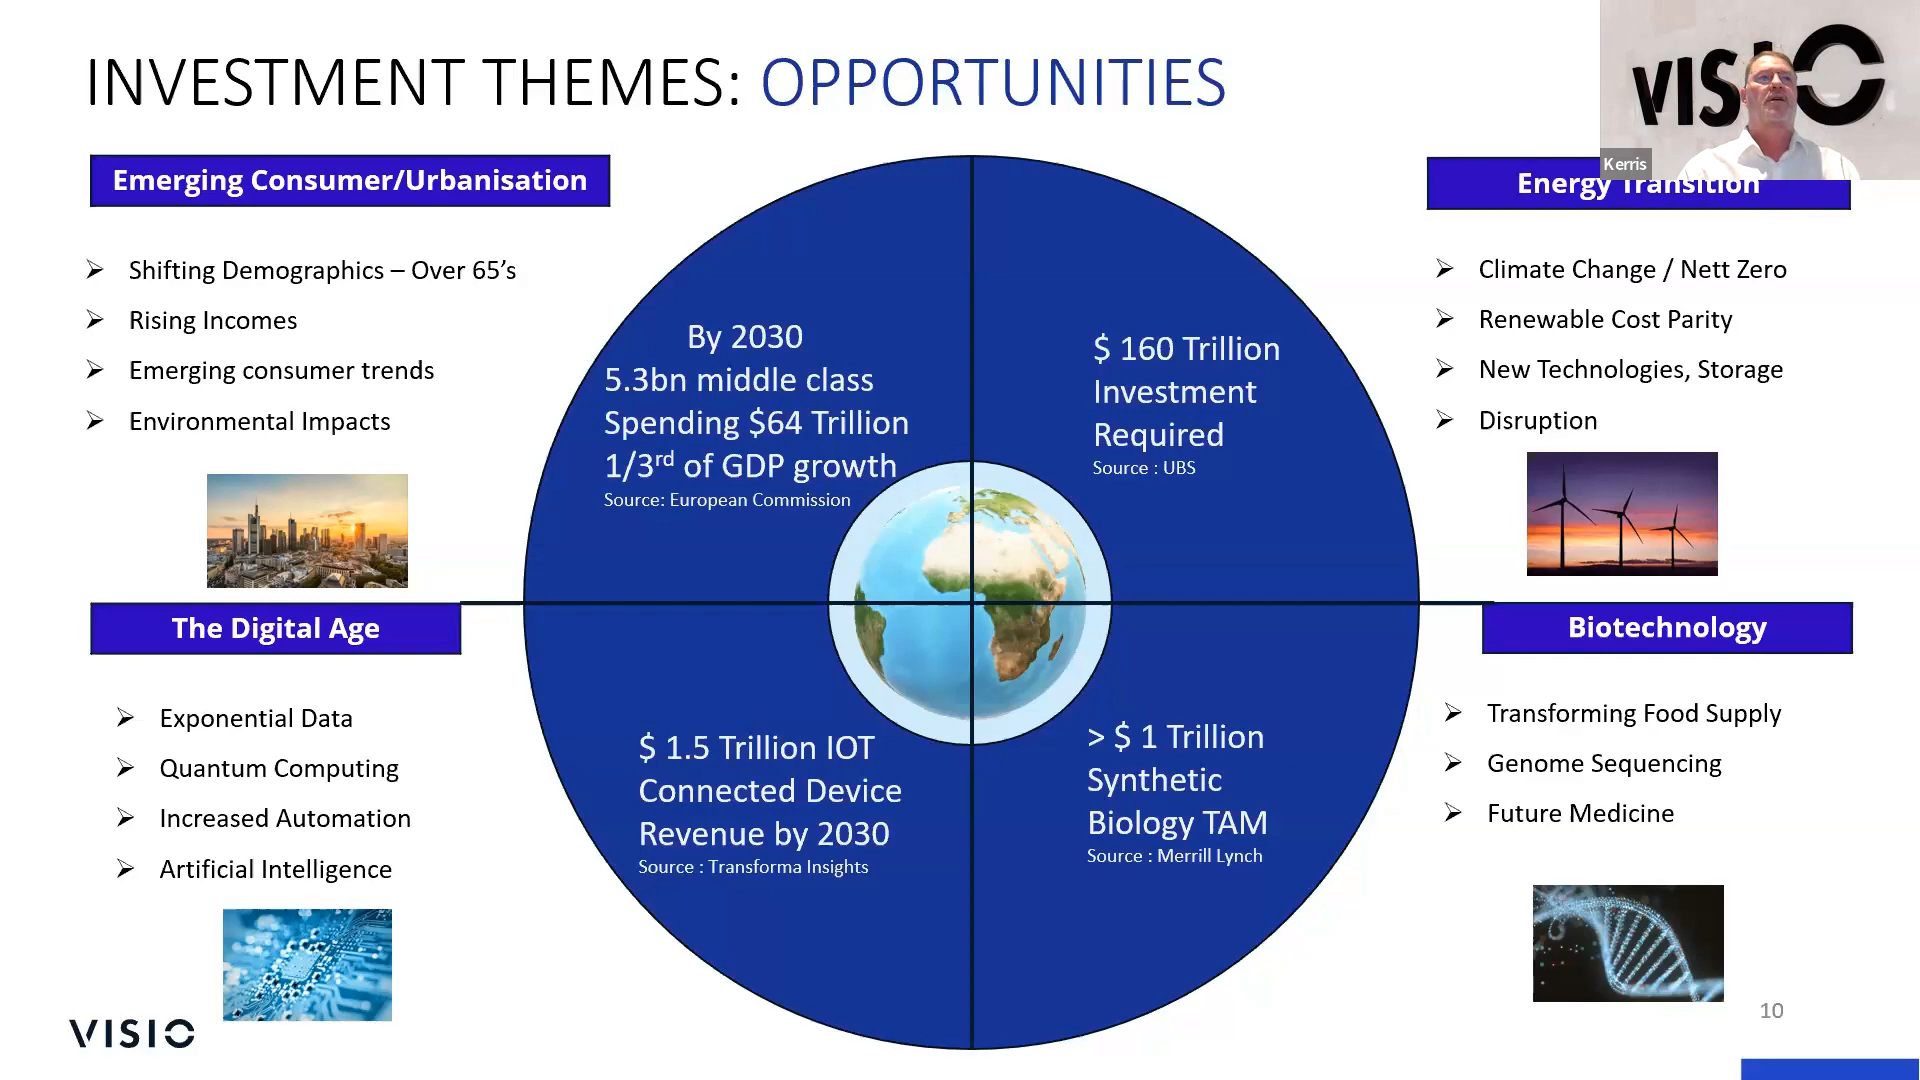 INVESTMENT THEMES: OPPORTUNITIES
VISIO
Kerris
Emerging Consumer/Urbanisation
Shifting Demographics – Over 65’s
Rising Incomes
Emerging consumer trends
Environmental Impacts
By 2030
5.3bn middle class
Spending $64 Trillion
1/3rd of GDP growth
Source: European Commission
$ 160 Trillion
Investment
Required
Source : UBS
Energy Transition
Climate Change / Nett Zero
Renewable Cost Parity
New Technologies, Storage
Disruption
The Digital Age
Exponential Data
Quantum Computing
Increased Automation
Artificial Intelligence
$ 1.5 Trillion IOT
Connected Device
Revenue by 2030
Source : Transforma Insights
> $ 1 Trillion
Synthetic
Biology TAM
Source : Merrill Lynch
Biotechnology
Transforming Food Supply
Genome Sequencing
Future Medicine
VISIO
10